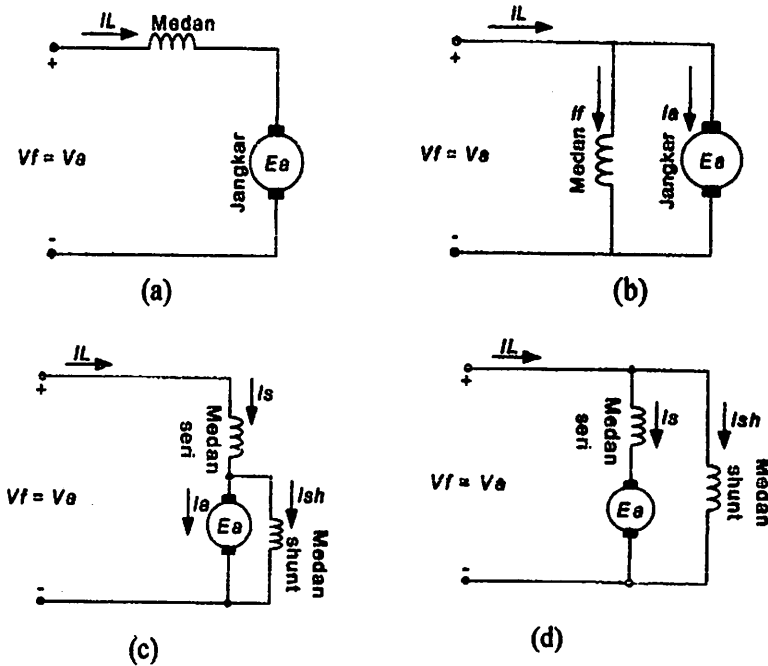 IL
Medan
+
Vf = Va
Jangkar
Ea
-
(a)
IL
+
Vf = Va
If
Medan
Ia
Jangkar
Ea
-
(b)
IL
+
Is
Medan
seri
Vf = Va
Ia
Ea
Ish
Medan
shunt
-
(c)
IL
+
Medan
seri
Is
Ish
Vf = Va
Ea
Medan
shunt
-
(d)